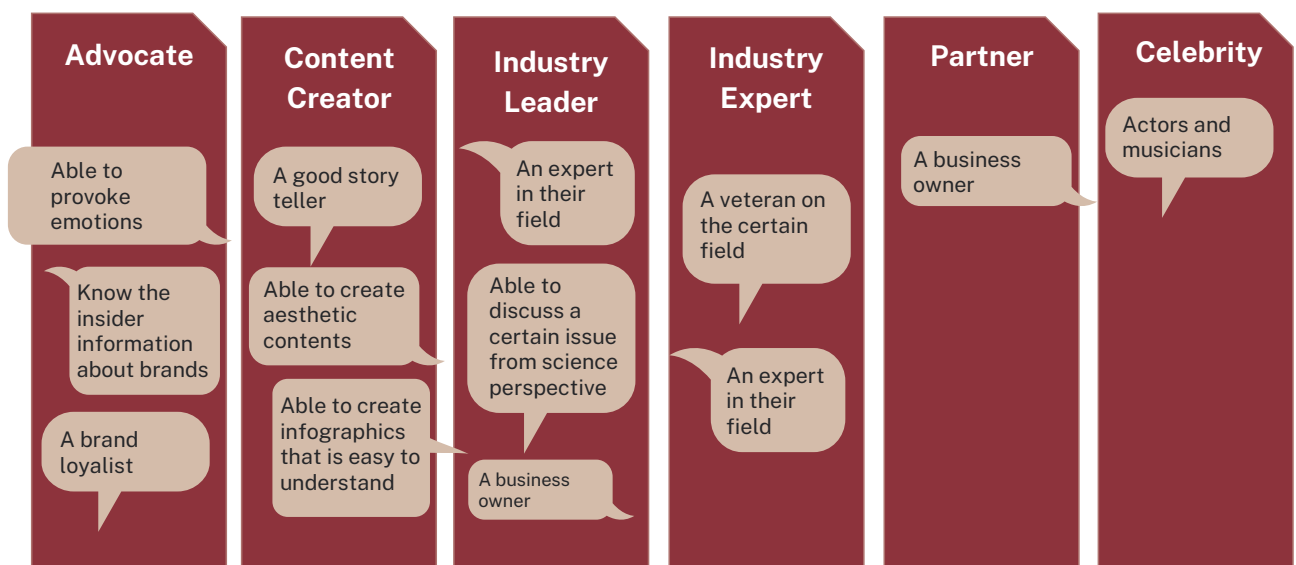 Advocate
Able to
provoke
emotions
Know the
insider
information
about brands
A brand
loyalist
Content
Creator
A good story
teller
Able to create
aesthetic
contents
Able to create
infographics
that is easy to
understand
Industry
Leader
An expert
in their
field
Able to
discuss a
certain issue
from science
perspective
A business
owner
Industry
Expert
A veteran on
the certain
field
An expert
in their
field
Partner
A business
owner
Celebrity
Actors and
musicians